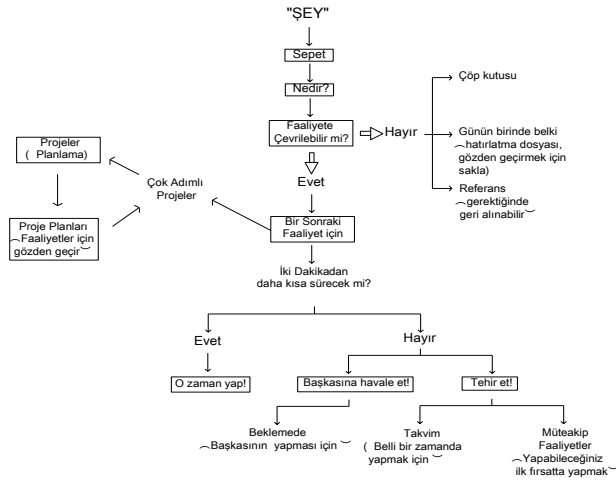 "ŞEY"
Sepet
Nedir?
Faaliyete
Çevrilebilir mi?
Hayır
Çöp kutusu
Günün birinde belki
(hatırlatma dosyası,
gözden geçirmek için
sakla)
Referans
(gerektiğinde
geri alınabilir)
Evet
Projeler
( Planlama)
Çok Adımlı
Projeler
Proje Planları
(Faaliyetler için
gözden geçir)
Bir Sonraki
Faaliyet için
İki Dakikadan
daha kısa sürecek mi?
Evet
Hayır
O zaman yap!
Başkasına havale et!
Tehir et!
Beklemede
(Başkasının yapması için )
Takvim
( Belli bir zamanda
yapmak için )
Müteakip
Faaliyetler
(Yapabileceğiniz
ilk fırsatta yapmak)